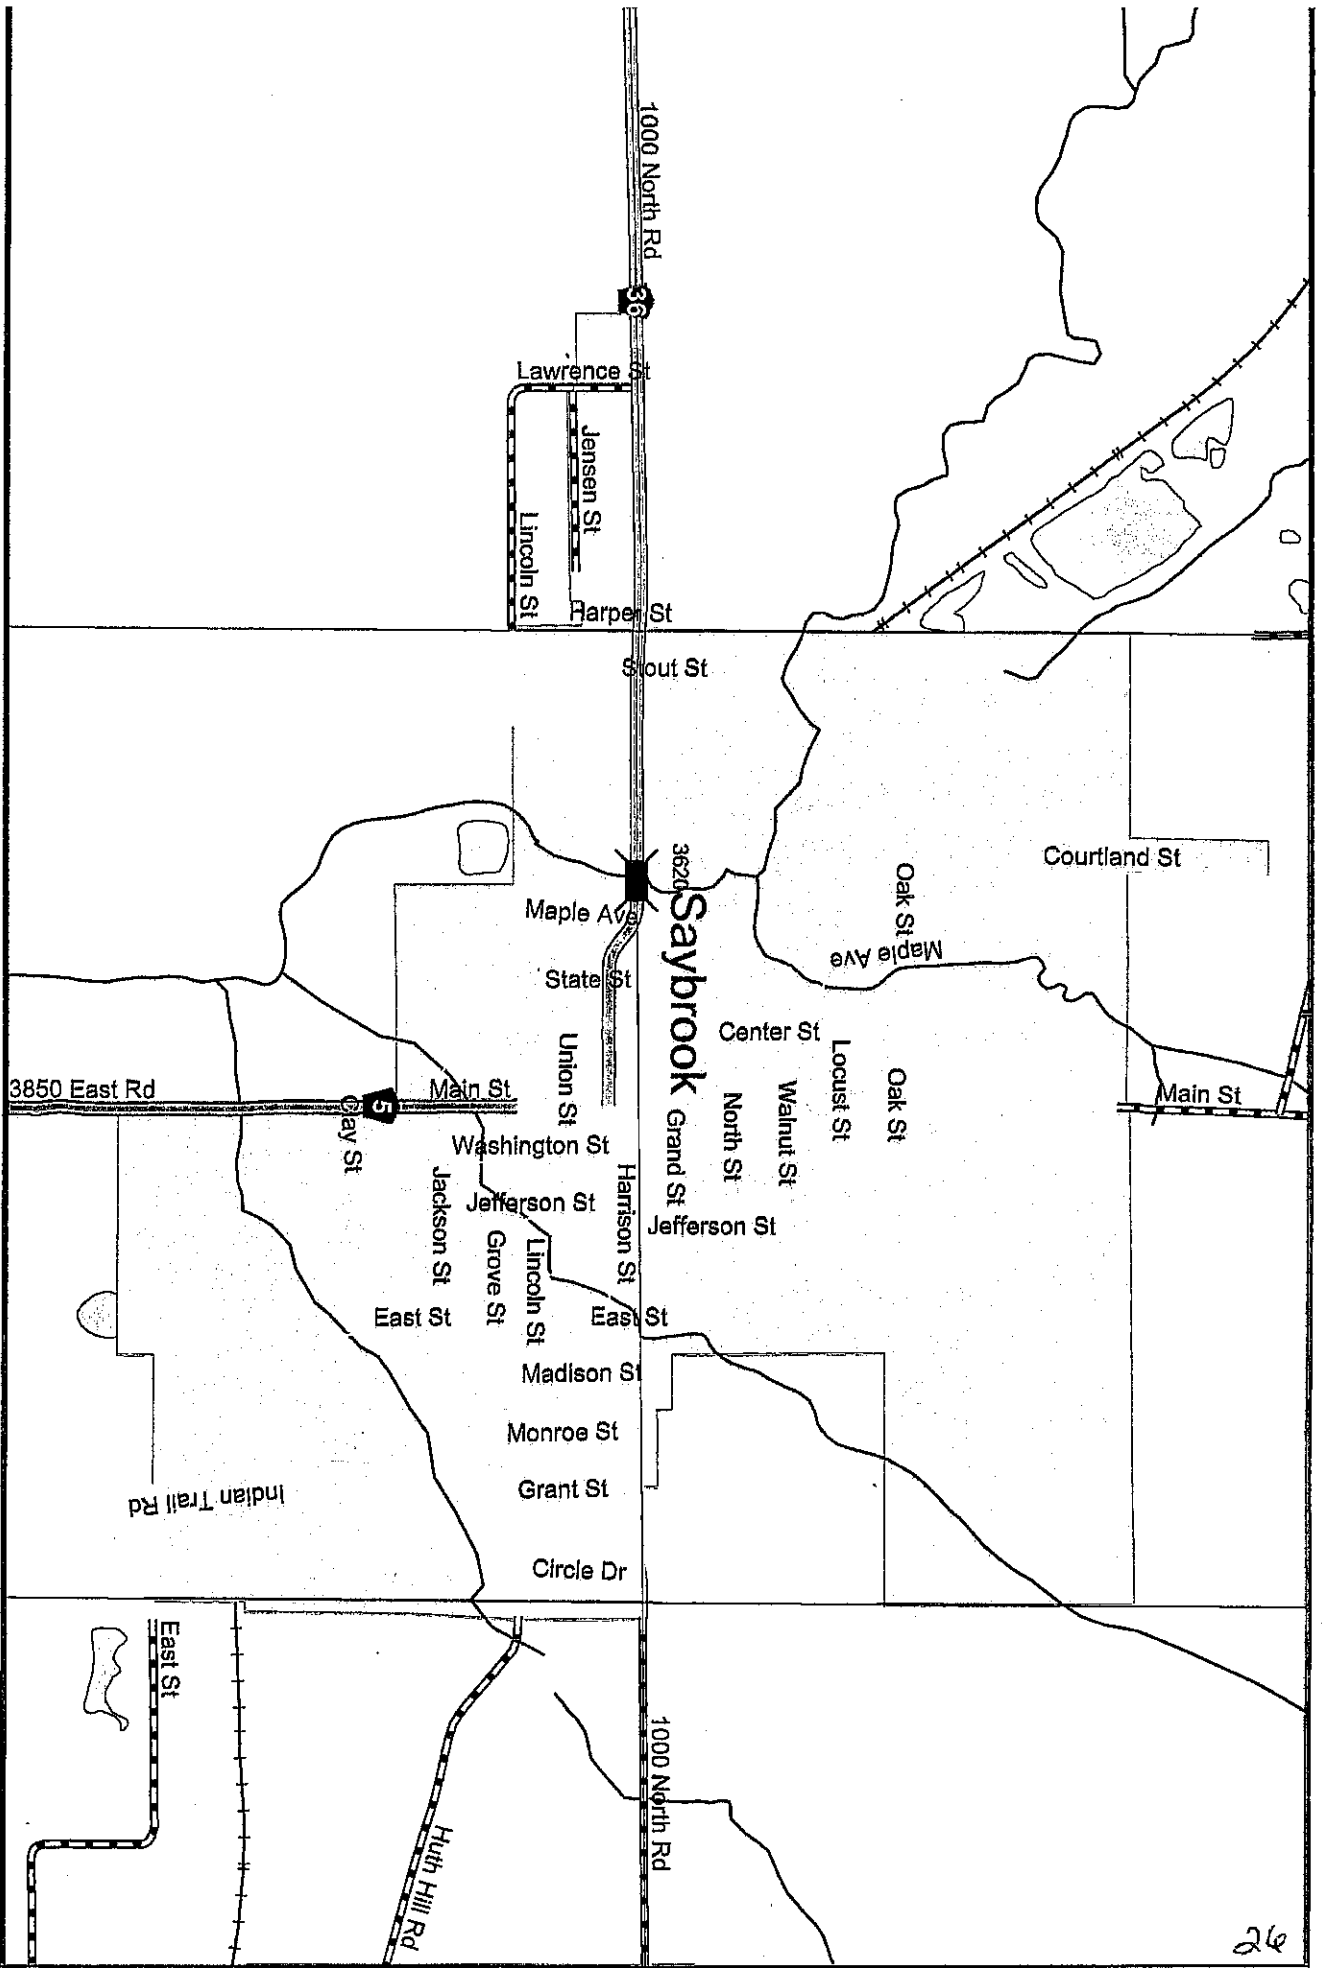 1000 North Rd
36
Lawrence St
Jensen St
Lincoln St
Harper St
Stout St
3620
Saybrook
Courtland St
Oak St
Maple Ave
Maple Ave
State St
Center St
Union St
Locust St
Oak St
3850 East Rd
Main St
5
Clay St
Main St
Walnut St
North St
Grand St
Washington St
Harrison St
Jackson St
Jefferson St
Jefferson St
Grove St
Lincoln St
East St
East St
Madison St
Monroe St
Grant St
Indian Trail Rd
Circle Dr
East St
1000 North Rd
Huth Hill Rd
26